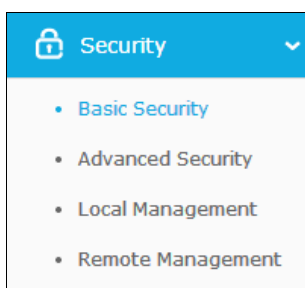 Security
Basic Security
Advanced Security
Local Management
Remote Management